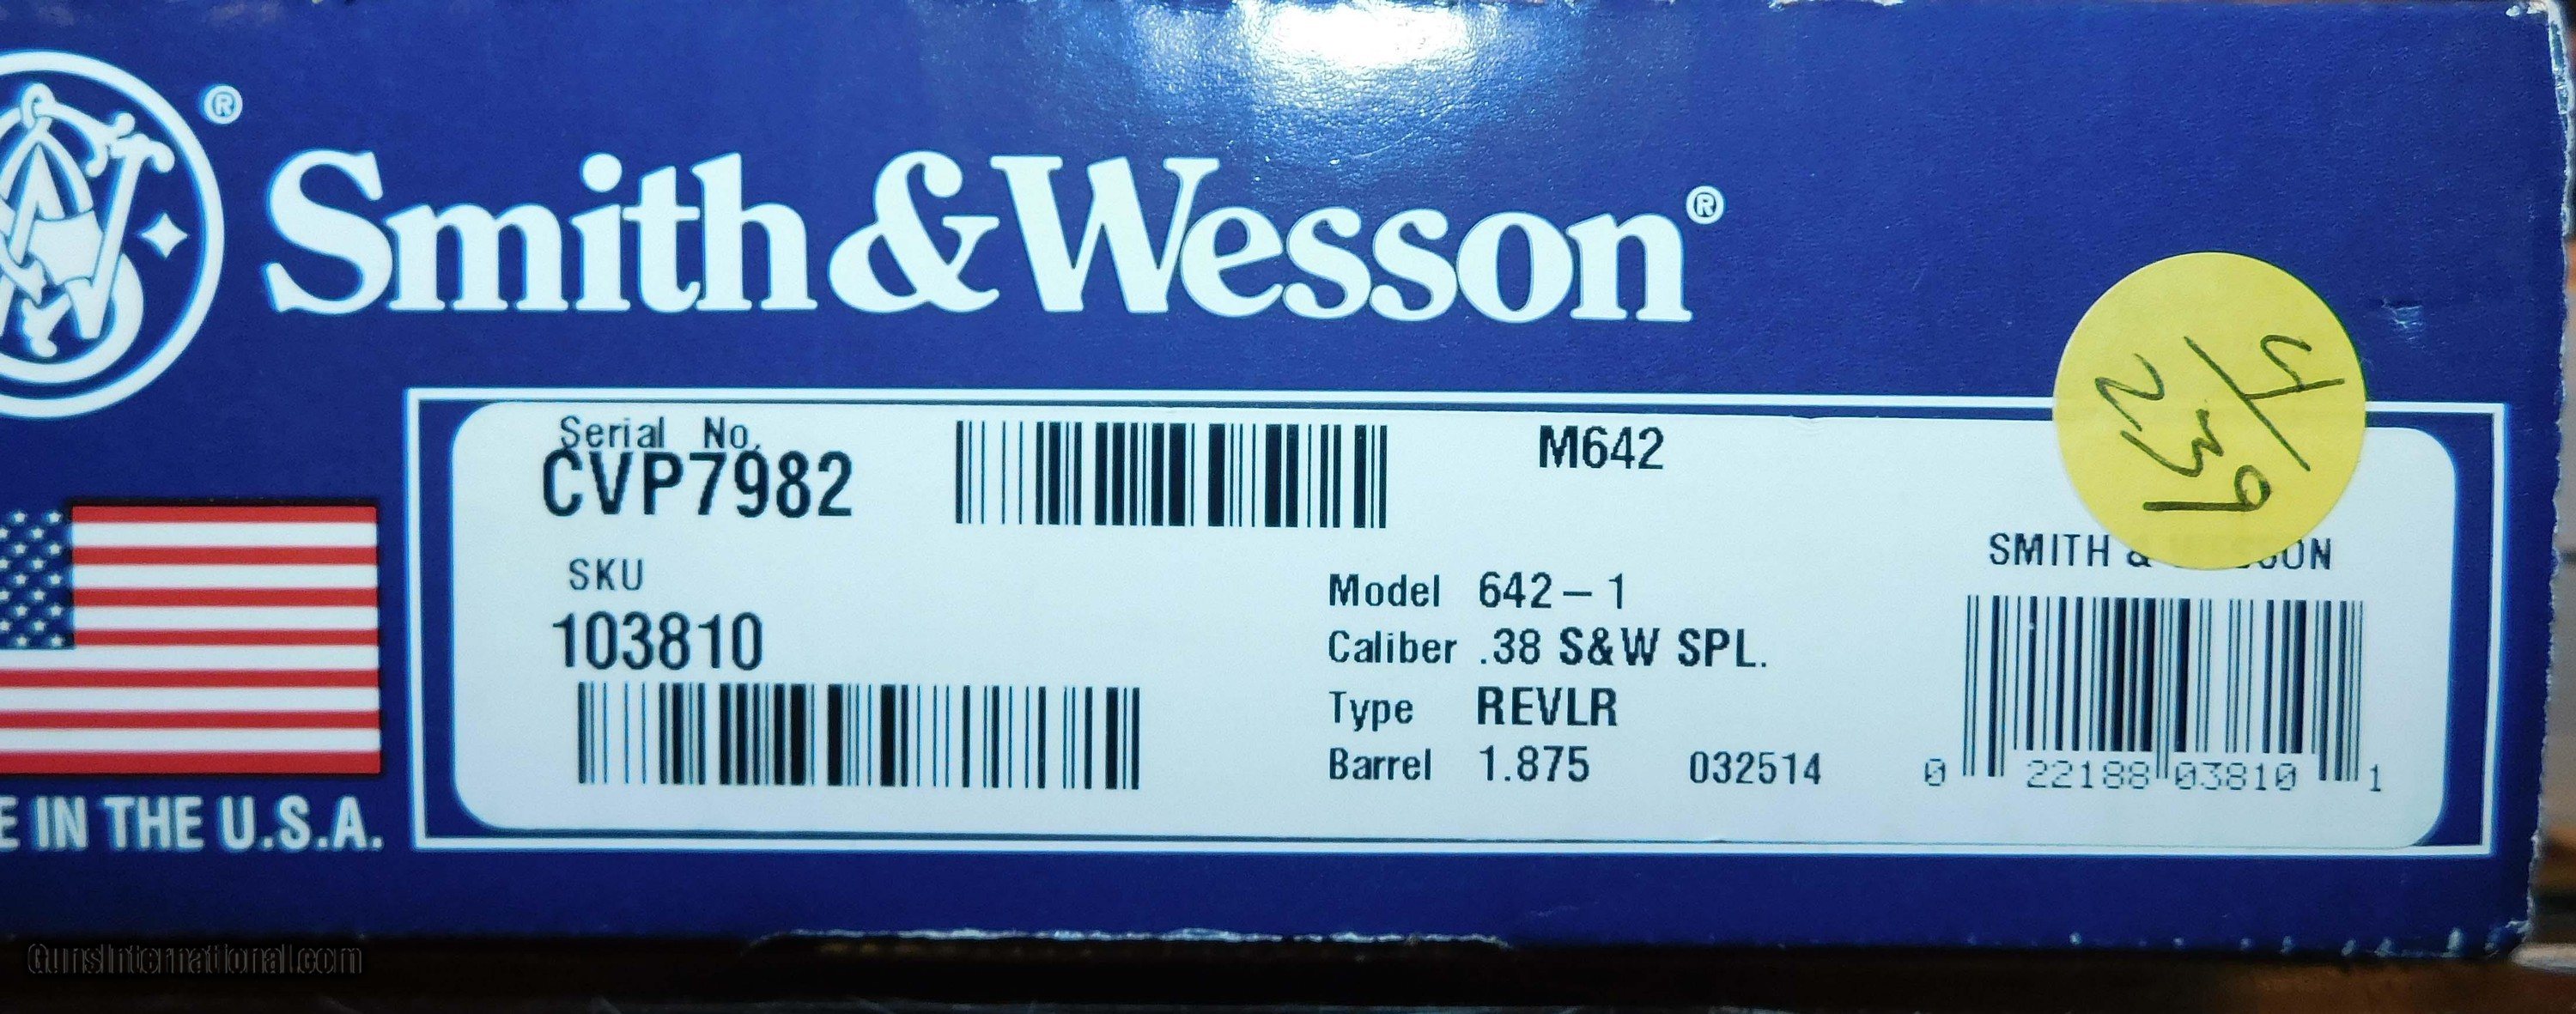 ®
Smith & Wesson®
Serial No.
CVP7982
M642
SKU
103810
Model 642-1
Caliber .38 S&W SPL.
Type REVLR
Barrel 1.875 032514
SMITH &
0 22188 03810 1
E IN THE U.S.A.
GunsInternational.com